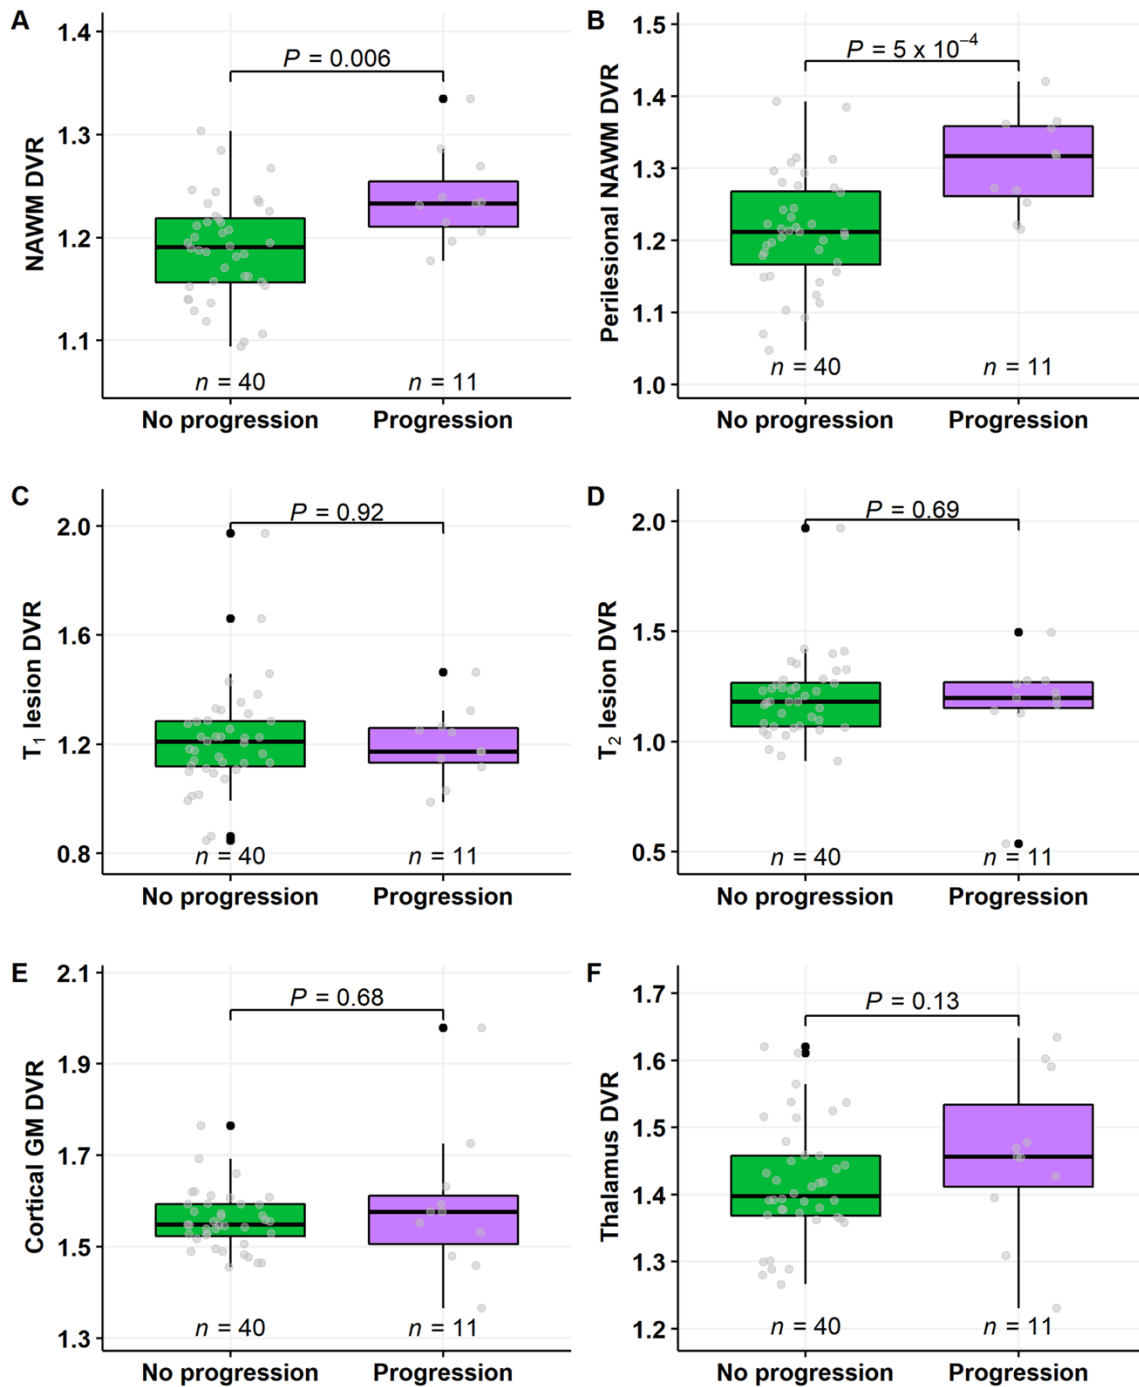 A
NAWM DVR
1.4
1.3
1.2
1.1
P = 0.006
n = 40
n = 11
No progression
Progression
B
Perilesional NAWM DVR
1.5
1.4
1.3
1.2
1.1
1.0
P = 5 x 10⁻⁴
n = 40
n = 11
No progression
Progression
C
T₁ lesion DVR
2.0
1.6
1.2
0.8
P = 0.92
n = 40
n = 11
No progression
Progression
D
T₂ lesion DVR
2.0
1.5
1.0
0.5
P = 0.69
n = 40
n = 11
No progression
Progression
E
Cortical GM DVR
2.1
1.9
1.7
1.5
1.3
P = 0.68
n = 40
n = 11
No progression
Progression
F
Thalamus DVR
1.7
1.6
1.5
1.4
1.3
1.2
P = 0.13
n = 40
n = 11
No progression
Progression